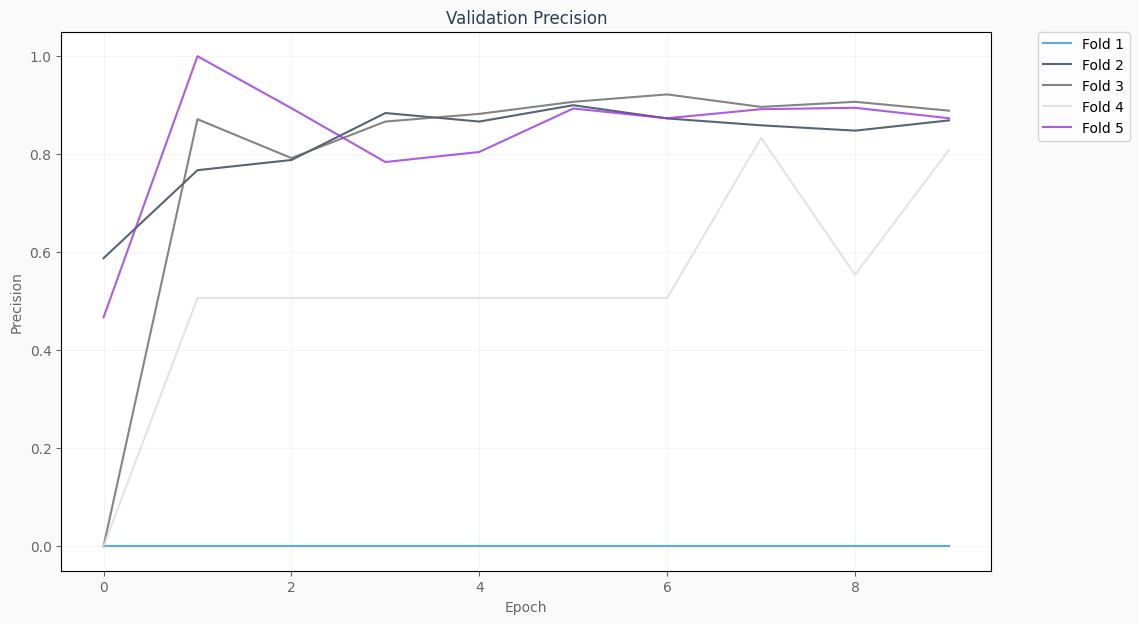 Validation Precision
1.0
0.8
0.6
0.4
0.2
0.0
Precision
0
2
4
6
8
Epoch
Fold 1
Fold 2
Fold 3
Fold 4
Fold 5